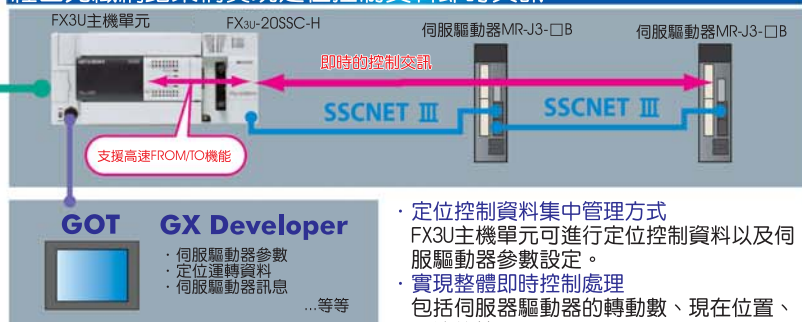 FX3U主機單元
FX3U-20SSC-H
伺服驅動器MR-J3-□B
伺服驅動器MR-J3-□B
即時的控制交訊
SSCNET Ⅲ
SSCNET Ⅲ
支援高速FROM/TO機能
GOT
GX Developer
· 伺服驅動器參數
· 定位運轉資料
· 伺服驅動器訊息
...等等
· 定位控制資料集中管理方式
FX3U主機單元可進行定位控制資料以及伺
服驅動器參數設定。
· 實現整體即時控制處理
包括伺服器驅動器的轉動數、現在位置、